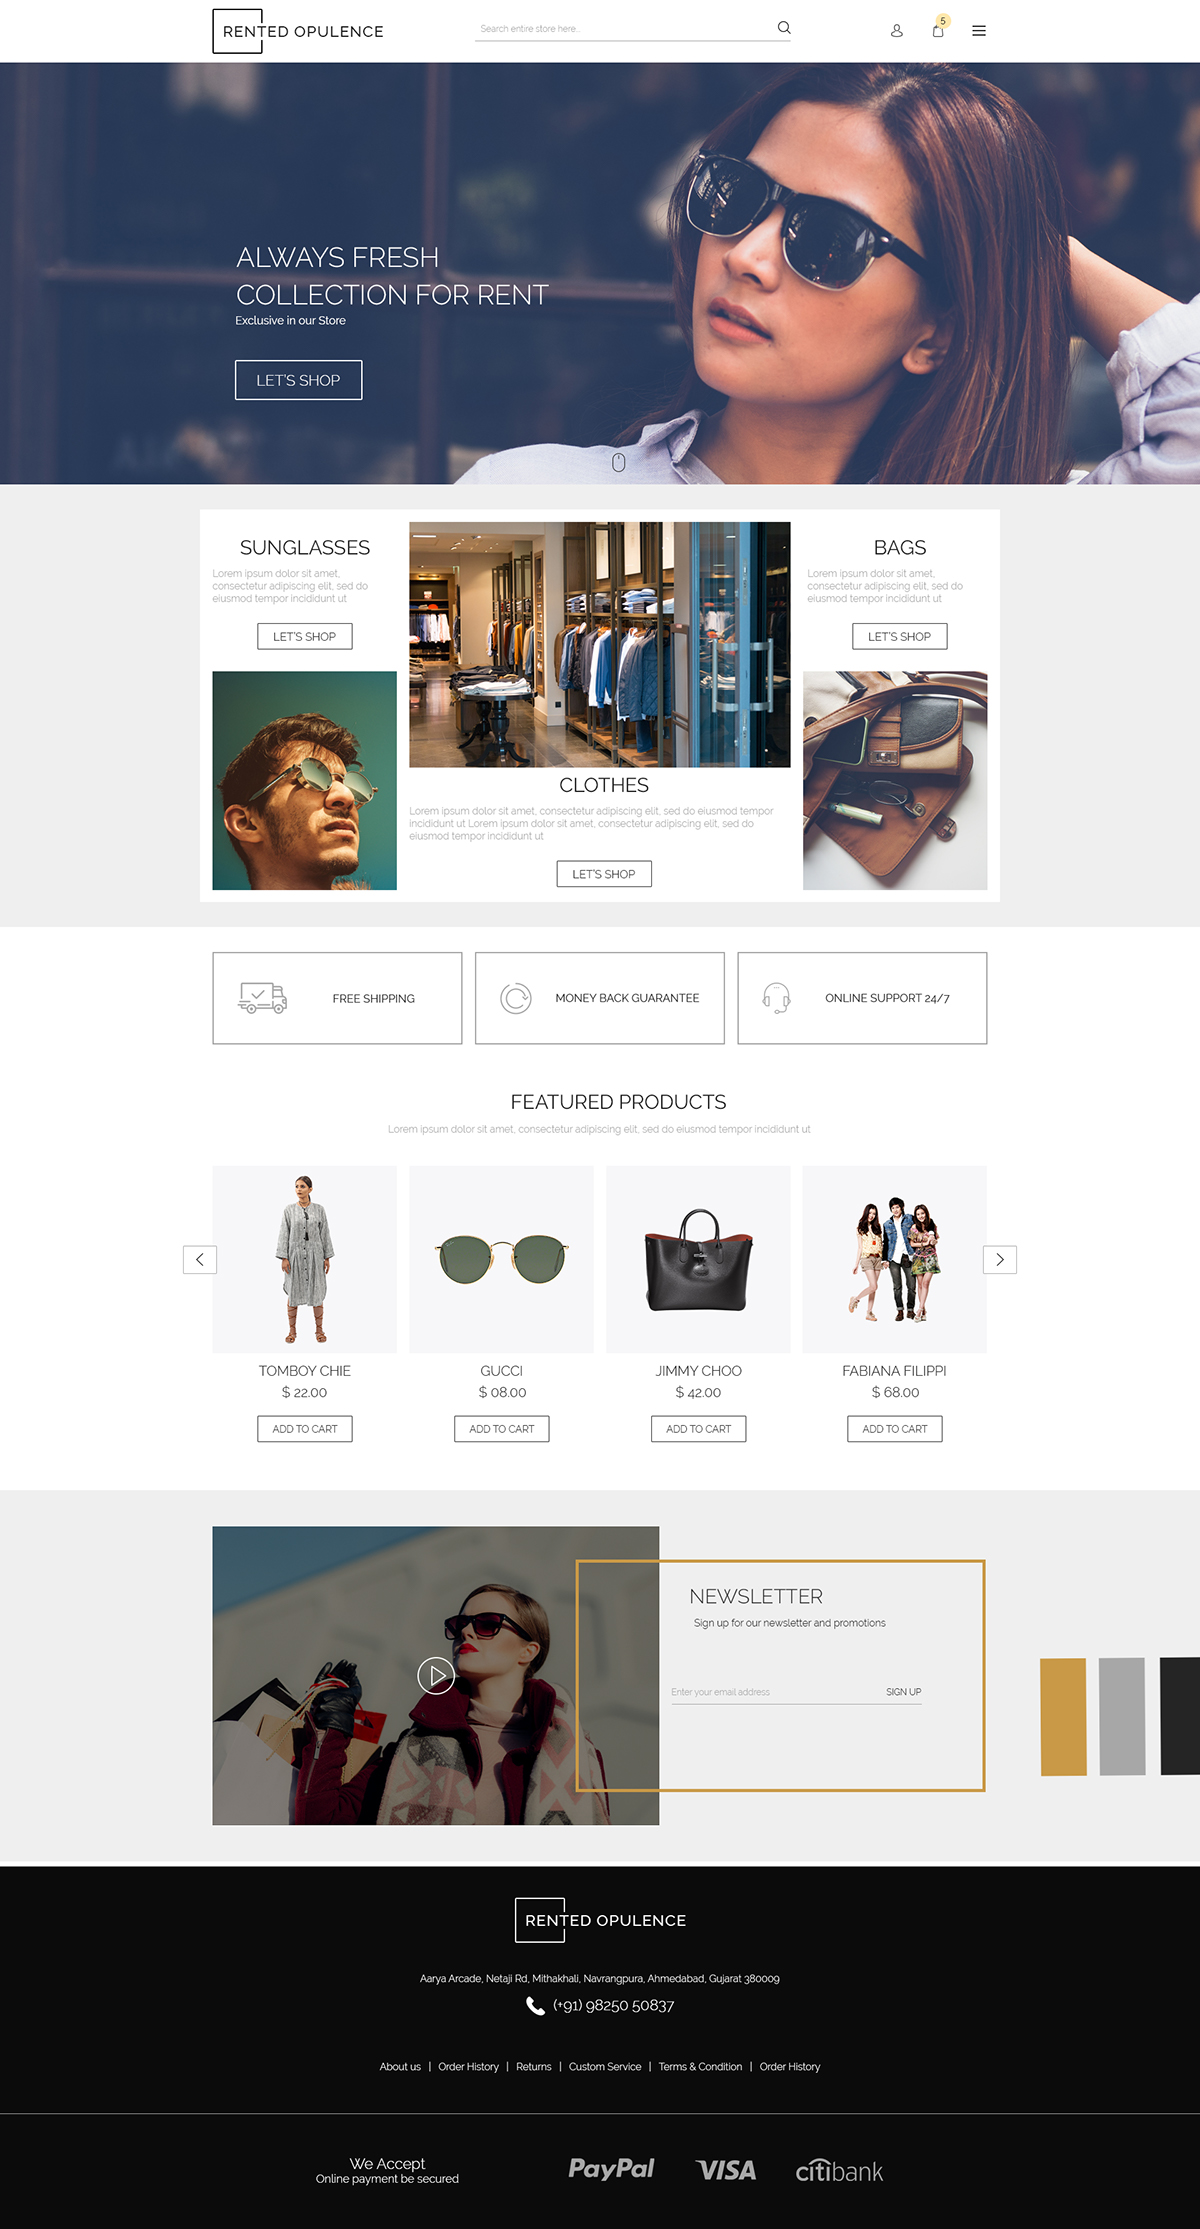 RENTED OPULENCE
Search entire store here...
5
ALWAYS FRESH
COLLECTION FOR RENT
Exclusive in our Store
LET'S SHOP
SUNGLASSES
Lorem ipsum dolor sit amet,
consectetur adipiscing elit, sed do
eiusmod tempor incididunt ut
LET'S SHOP
BAGS
Lorem ipsum dolor sit amet,
consectetur adipiscing elit, sed do
eiusmod tempor incididunt ut
LET'S SHOP
CLOTHES
Lorem ipsum dolor sit amet, consectetur adipiscing elit, sed do eiusmod tempor
incididunt ut Lorem ipsum dolor sit amet, consectetur adipiscing elit, sed do
eiusmod tempor incididunt ut
LET'S SHOP
FREE SHIPPING
MONEY BACK GUARANTEE
ONLINE SUPPORT 24/7
FEATURED PRODUCTS
Lorem ipsum dolor sit amet, consectetur adipiscing elit, sed do eiusmod tempor incididunt ut
TOMBOY CHIE
$ 22.00
ADD TO CART
GUCCI
$ 08.00
ADD TO CART
JIMMY CHOO
$ 42.00
ADD TO CART
FABIANA FILIPPI
$ 68.00
ADD TO CART
NEWSLETTER
Sign up for our newsletter and promotions
Enter your email address
SIGN UP
RENTED OPULENCE
Aarya Arcade, Netaji Rd, Mithakhali, Navrangpura, Ahmedabad, Gujarat 380009
(+91) 98250 50837
About us | Order History | Returns | Custom Service | Terms & Condition | Order History
We Accept
Online payment be secured
PayPal
VISA
citibank